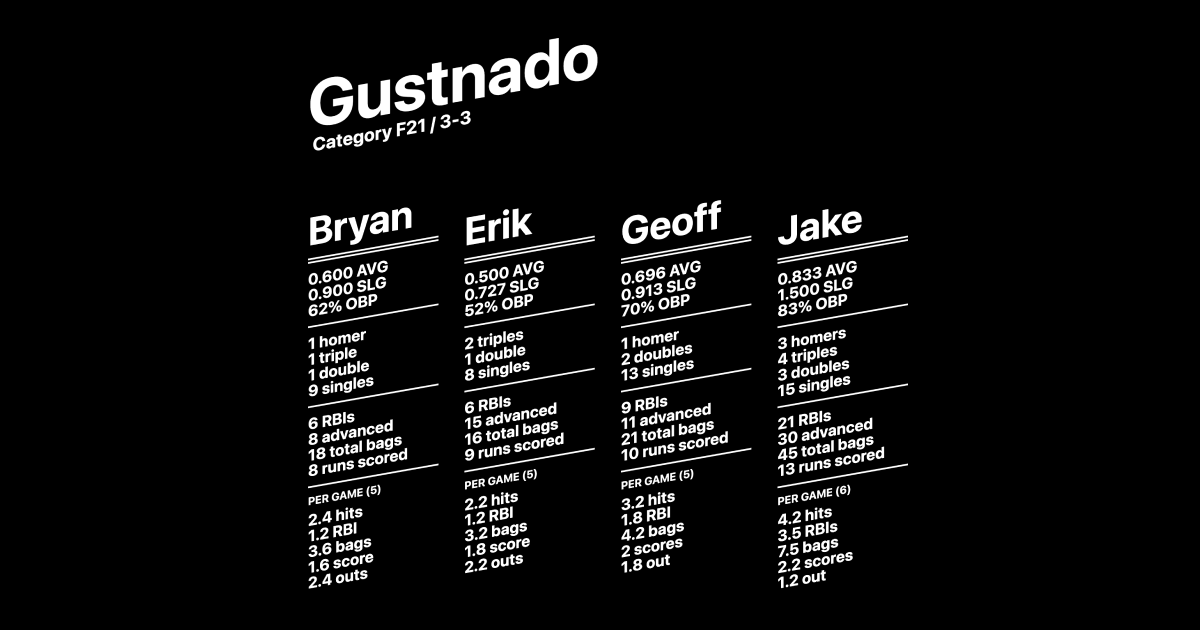 Gustnado
Category F21 / 3-3
Bryan
0.600 AVG
0.900 SLG
62% OBP
1 homer
1 triple
1 double
9 singles
6 RBIs
8 advanced
18 total bags
8 runs scored
PER GAME (5)
2.4 hits
1.2 RBI
3.6 bags
1.6 score
2.4 outs
Erik
0.500 AVG
0.727 SLG
52% OBP
2 triples
1 double
8 singles
6 RBIs
15 advanced
16 total bags
9 runs scored
PER GAME (5)
2.2 hits
1.2 RBI
3.2 bags
1.8 score
2.2 outs
Geoff
0.696 AVG
0.913 SLG
70% OBP
1 homer
2 doubles
13 singles
9 RBIs
11 advanced
21 total bags
10 runs scored
PER GAME (5)
3.2 hits
1.8 RBI
4.2 bags
2 scores
1.8 out
Jake
0.833 AVG
1.500 SLG
83% OBP
3 homers
4 triples
3 doubles
15 singles
21 RBIs
30 advanced
45 total bags
13 runs scored
PER GAME (6)
4.2 hits
3.5 RBIs
7.5 bags
2.2 scores
1.2 out